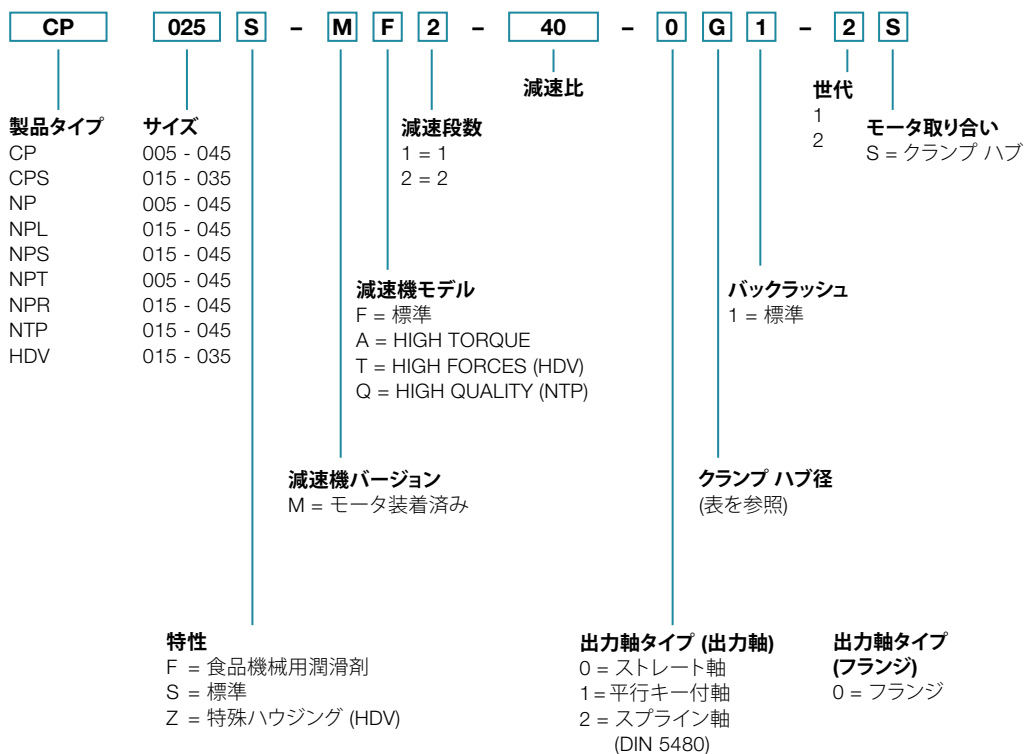 CP 025 S – M F 2 – 40 – 0 G 1 – 2 S
減速比
世代
1
2
製品タイプ
CP
CPS
NP
NPL
NPS
NPT
NPR
NTP
HDV
サイズ
005 - 045
015 - 035
005 - 045
015 - 045
015 - 045
005 - 045
015 - 045
015 - 045
015 - 035
減速段数
1 = 1
2 = 2
モータ取り合い
S = クランプ ハブ
減速機モデル
F = 標準
A = HIGH TORQUE
T = HIGH FORCES (HDV)
Q = HIGH QUALITY (NTP)
バックラッシュ
1 = 標準
減速機バージョン
M = モータ装着済み
クランプ ハブ径
(表を参照)
特性
F = 食品機械用潤滑剤
S = 標準
Z = 特殊ハウジング (HDV)
出力軸タイプ (出力軸)
0 = ストレート軸
1 = 平行キー付軸
2 = スプライン軸
(DIN 5480)
出力軸タイプ
(フランジ)
0 = フランジ